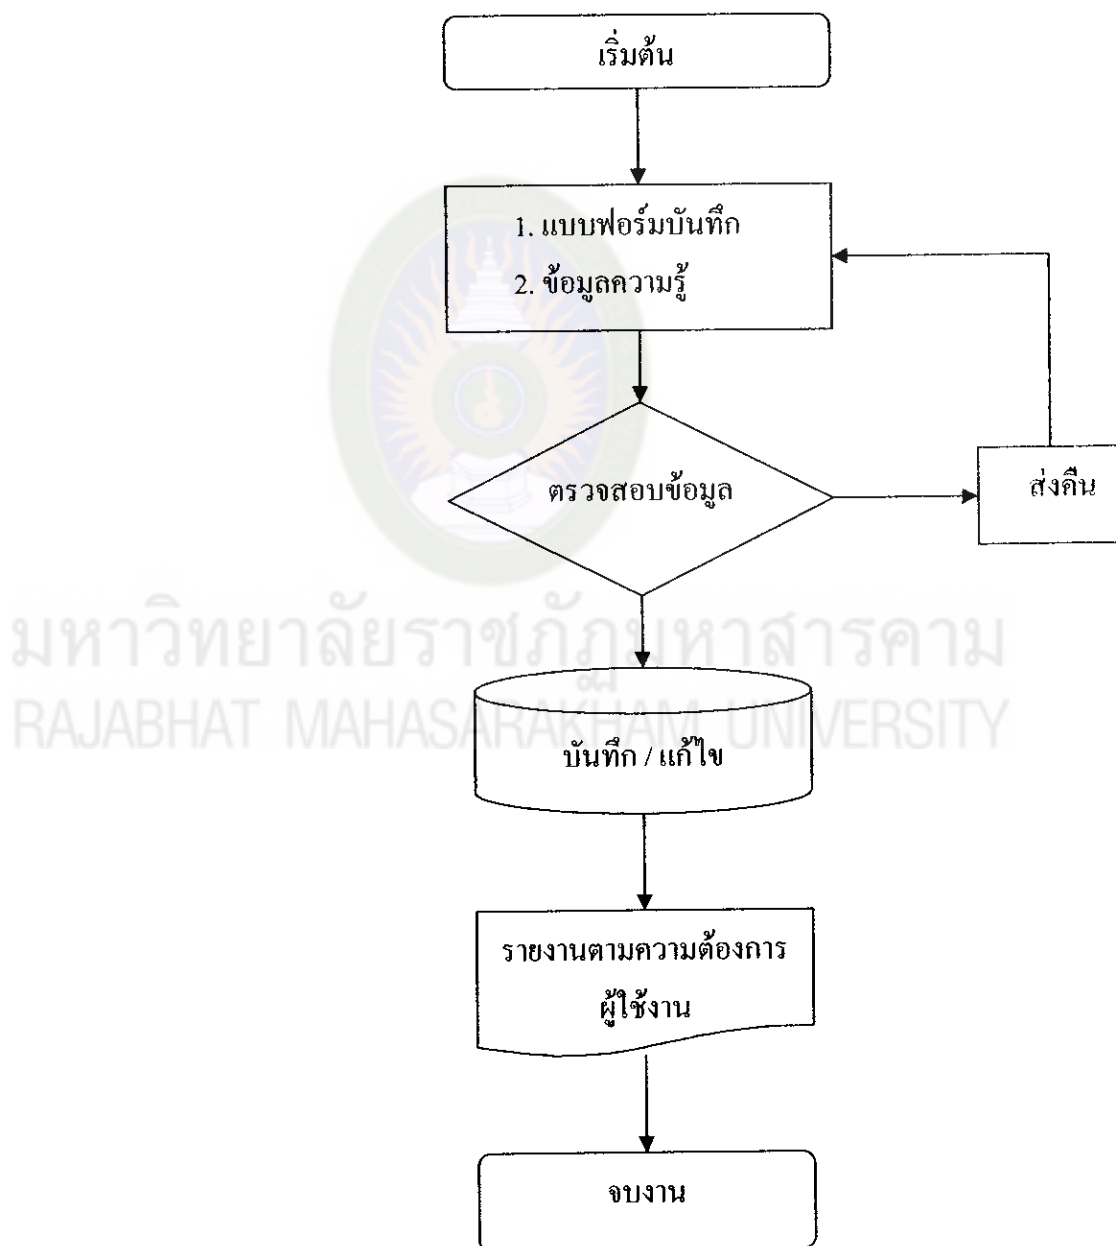 เริ่มต้น
1. แบบฟอร์มบันทึก
2. ข้อมูลความรู้
ตรวจสอบข้อมูล
ส่งคืน
มหาวิทยาลัยราชภัฏมหาสารคาม
RAJABHAT MAHASARAKHAM UNIVERSITY
บันทึก / แก้ไข
รายงานตามความต้องการ
ผู้ใช้งาน
จบงาน